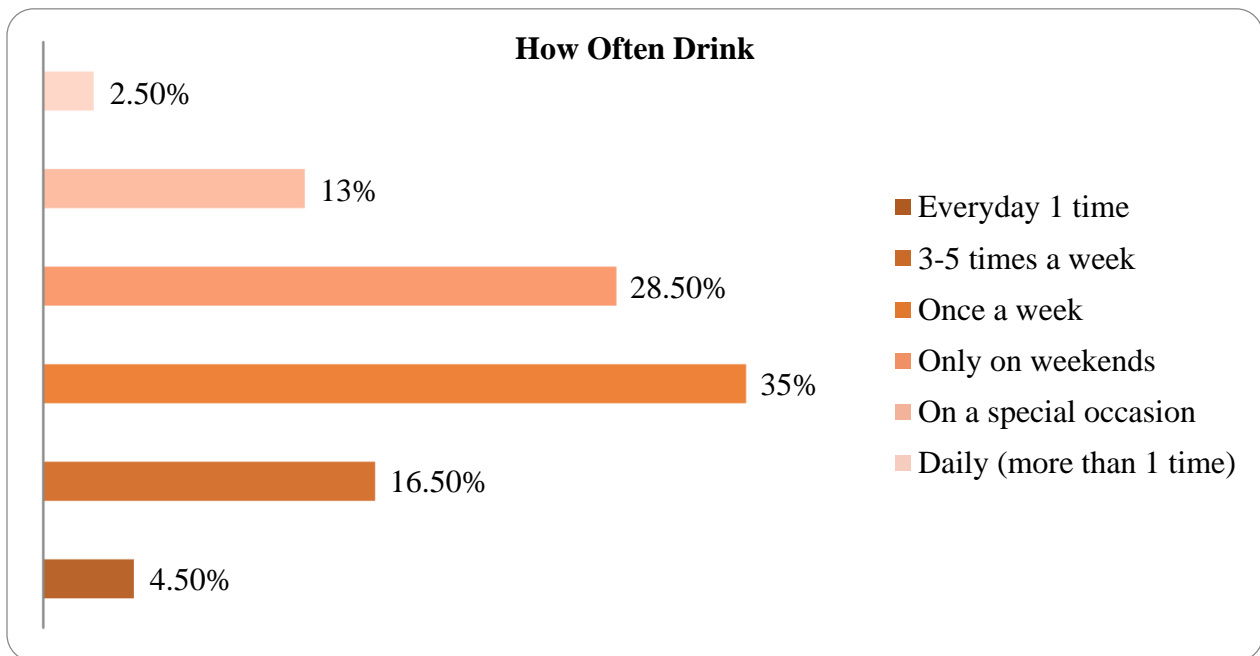 How Often Drink
2.50%
13%
28.50%
35%
16.50%
4.50%
Everyday 1 time
3-5 times a week
Once a week
Only on weekends
On a special occasion
Daily (more than 1 time)